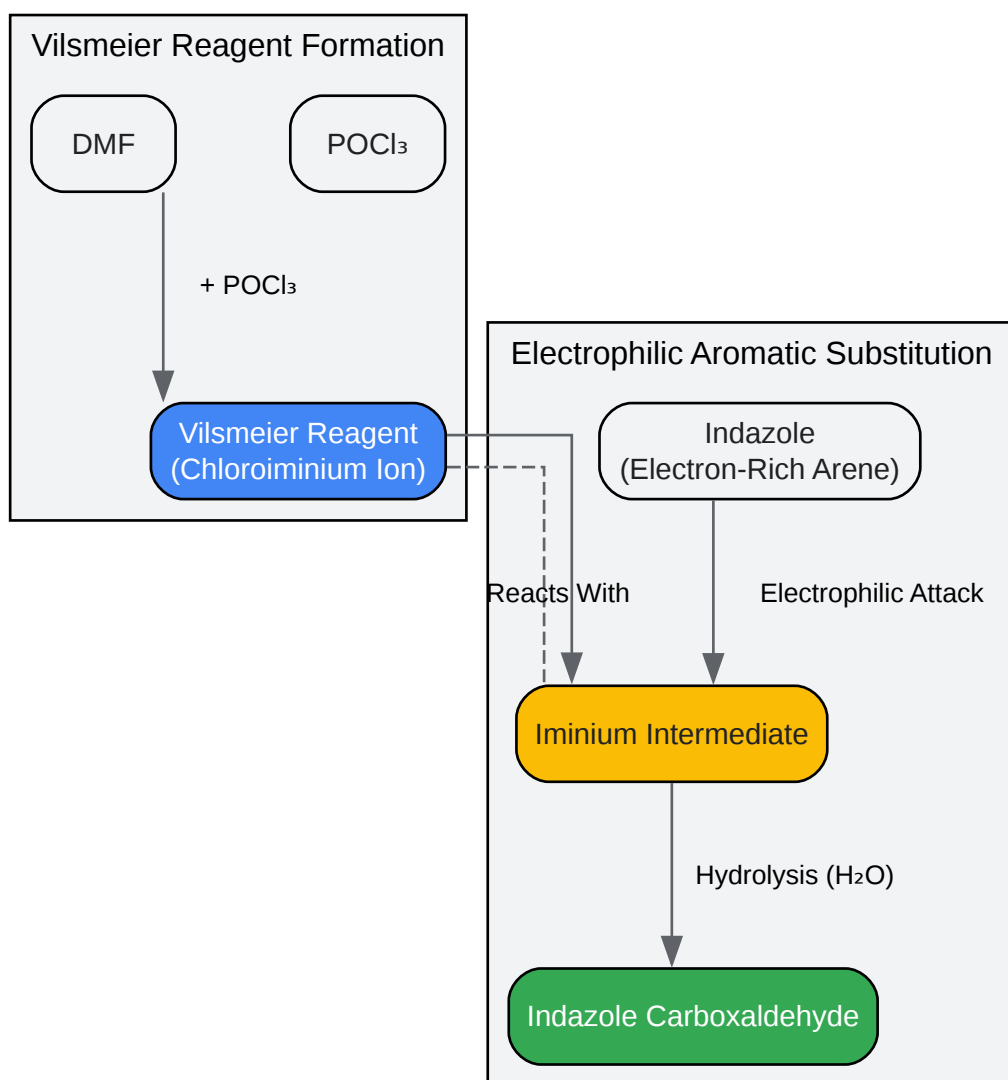 Vilsmeier Reagent Formation
DMF
POCl₃
+ POCl₃
Vilsmeier Reagent
(Chloroiminium Ion)
Electrophilic Aromatic Substitution
Indazole
(Electron-Rich Arene)
Reacts With
Electrophilic Attack
Iminium Intermediate
Hydrolysis (H₂O)
Indazole Carboxaldehyde